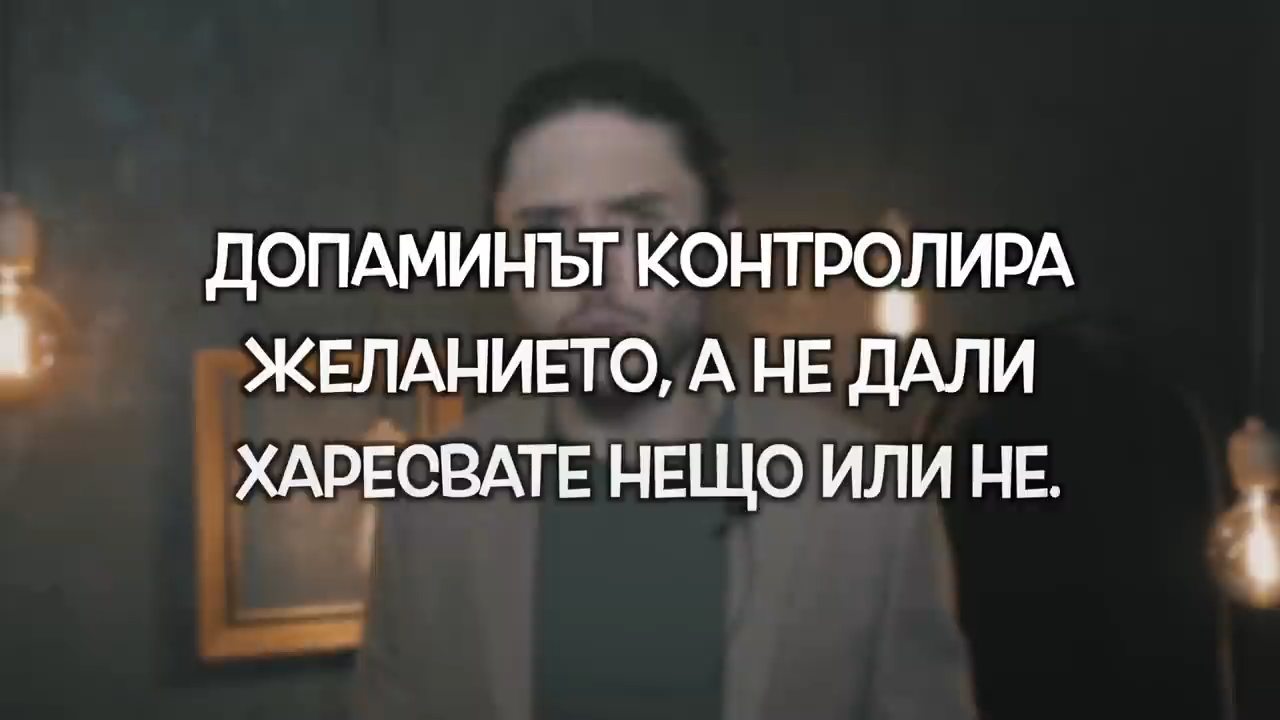 ДОПАМИНЪТ КОНТРОЛИРА
ЖЕЛАНИЕТО, А НЕ ДАЛИ
ХАРЕСВАТЕ НЕЩО ИЛИ НЕ.